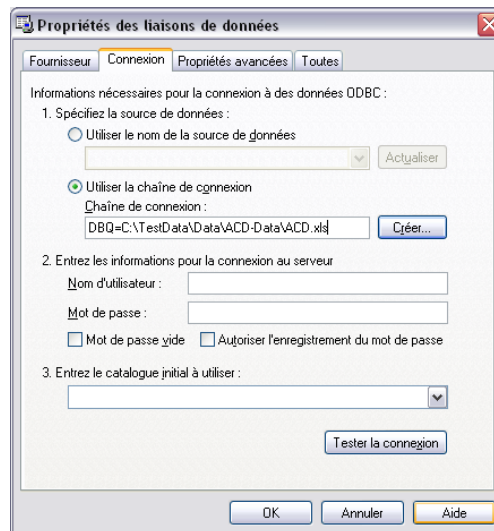 Propriétés des liaisons de données
Fournisseur Connexion Propriétés avancées Toutes
Informations nécessaires pour la connexion à des données ODBC :
1. Spécifiez la source de données :
Utiliser le nom de la source de données
Actualiser
Utiliser la chaîne de connexion
Chaîne de connexion :
DBQ=C:\TestData\Data\ACD-Data\ACD.xls
Créer...
2. Entrez les informations pour la connexion au serveur
Nom d'utilisateur :
Mot de passe :
Mot de passe vide Autoriser l'enregistrement du mot de passe
3. Entrez le catalogue initial à utiliser :
Tester la connexion
OK Annuler Aide